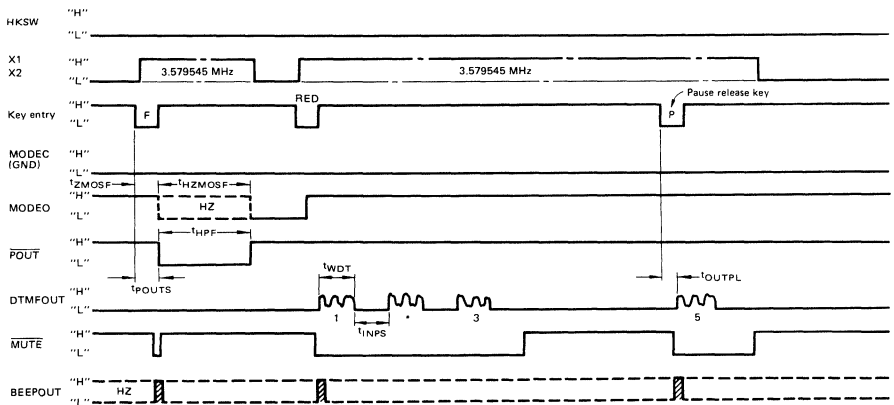 HKSW "H"
"L"
X1 "H"
X2 "L"
3.579545 MHz 3.579545 MHz
Key entry "H"
"L"
F RED P Pause release key
MODEC "H"
(GND) "L"
tZMOSF tHZMOSF
MODEO "H"
"L"
HZ
tHPF
POUT "H"
"L"
tPOUTS tWDT tOUTPL
DTMFOUT "H"
"L"
1 * 3 5
tINPS
MUTE "H"
"L"
BEEPOUT "H"
"L"
HZ